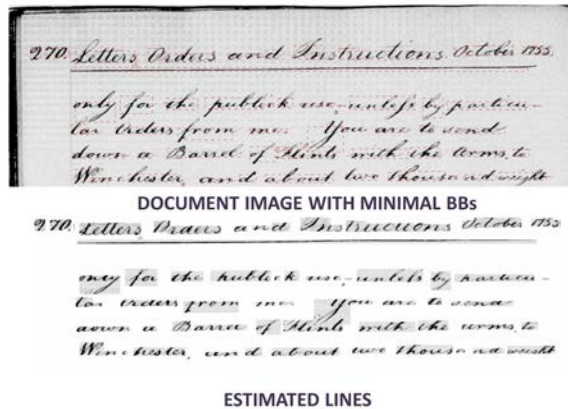 270. Letters Orders and Instructions October 1755.
only for the publick use, unless by particu-
lar Orders from me. You are to send
down a Barrel of Flints with the Arms, to
Winchester, and about two thousand weight
DOCUMENT IMAGE WITH MINIMAL BBs
270. Letters Orders and Instructions October 1755
only for the publick use, unless by particu-
lar Orders from me. You are to send
down a Barrel of Flints with the Arms, to
Winchester, and about two thousand weight
ESTIMATED LINES